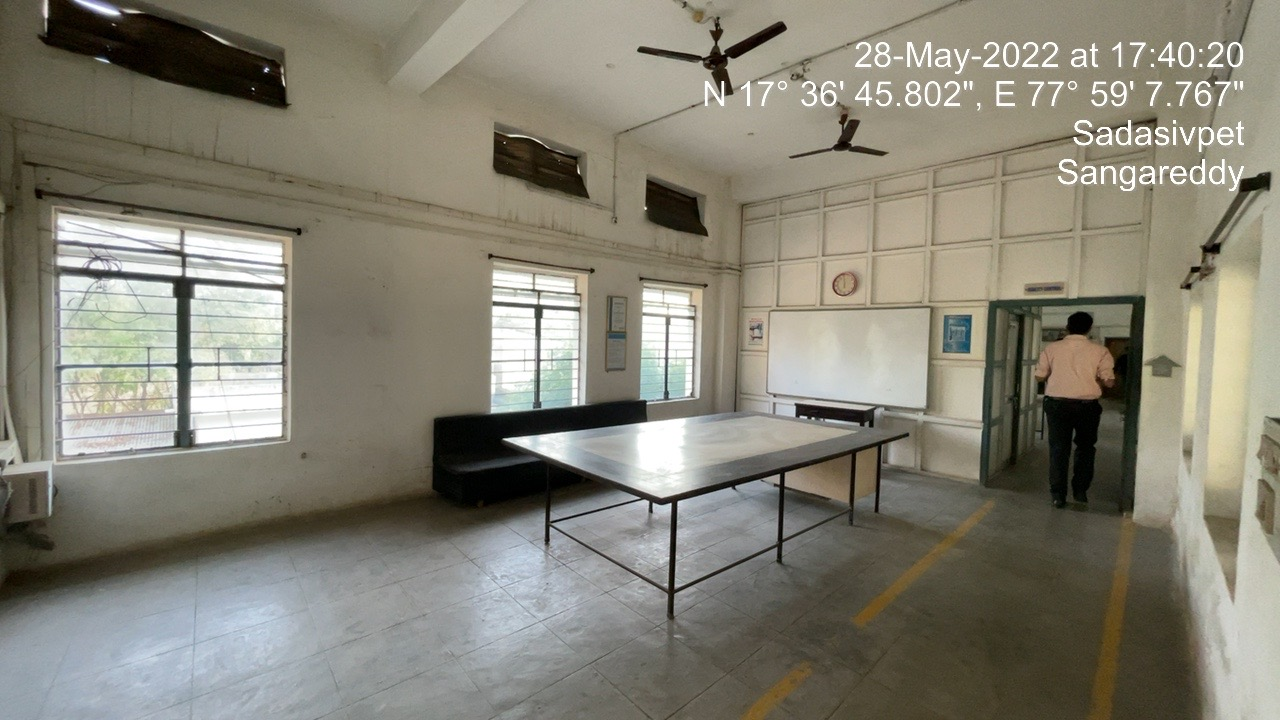 28-May-2022 at 17:40:20
N 17° 36' 45.802", E 77° 59' 7.767"
Sadasivpet
Sangareddy